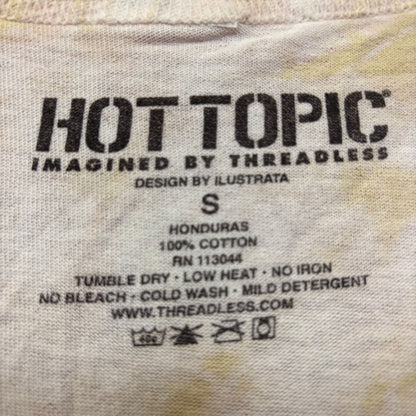 HOT TOPIC®
IMAGINED BY THREADLESS
DESIGN BY ILUSTRATA
S
HONDURAS
100% COTTON
RN 113044
TUMBLE DRY · LOW HEAT · NO IRON
NO BLEACH · COLD WASH · MILD DETERGENT
WWW.THREADLESS.COM